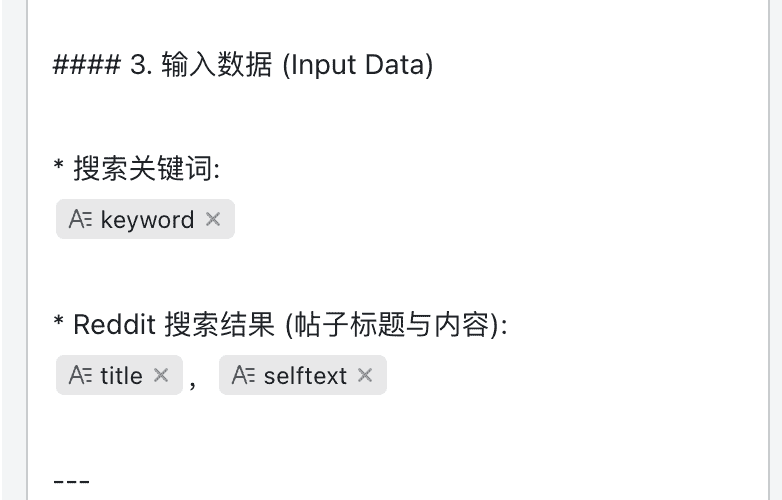 #### 3. 输入数据 (Input Data)
* 搜索关键词:
keyword ×
* Reddit 搜索结果 (帖子标题与内容):
title × , selftext ×
---